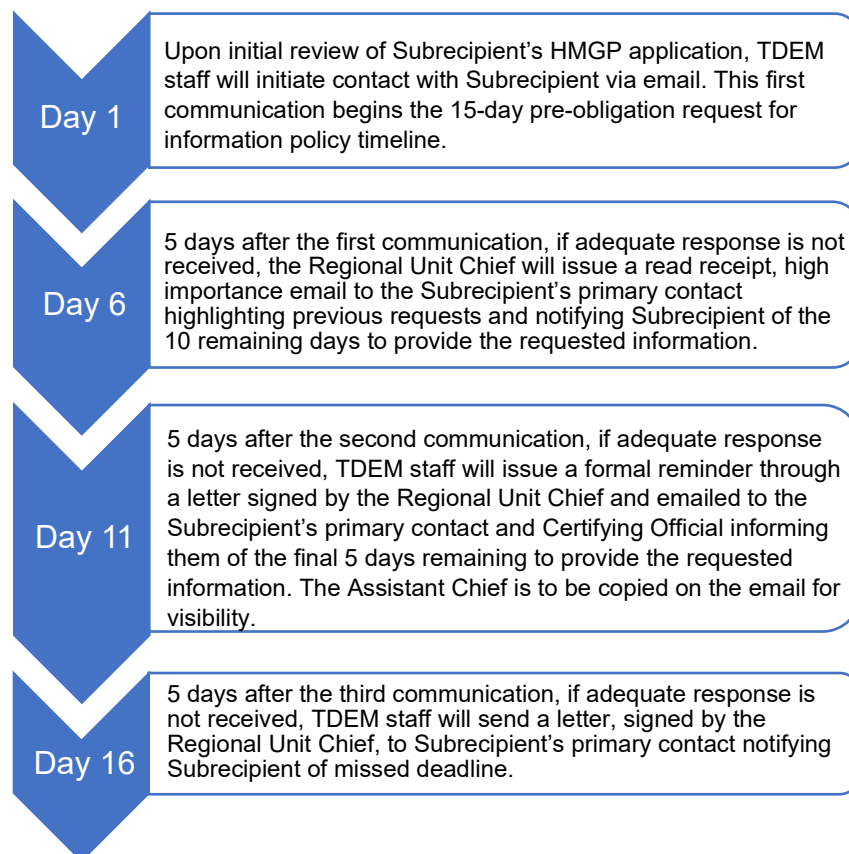 Day 1
Upon initial review of Subrecipient’s HMGP application, TDEM
staff will initiate contact with Subrecipient via email. This first
communication begins the 15-day pre-obligation request for
information policy timeline.
Day 6
5 days after the first communication, if adequate response is not
received, the Regional Unit Chief will issue a read receipt, high
importance email to the Subrecipient’s primary contact
highlighting previous requests and notifying Subrecipient of the
10 remaining days to provide the requested information.
Day 11
5 days after the second communication, if adequate response
is not received, TDEM staff will issue a formal reminder through
a letter signed by the Regional Unit Chief and emailed to the
Subrecipient’s primary contact and Certifying Official informing
them of the final 5 days remaining to provide the requested
information. The Assistant Chief is to be copied on the email for
visibility.
Day 16
5 days after the third communication, if adequate response is
not received, TDEM staff will send a letter, signed by the
Regional Unit Chief, to Subrecipient’s primary contact notifying
Subrecipient of missed deadline.